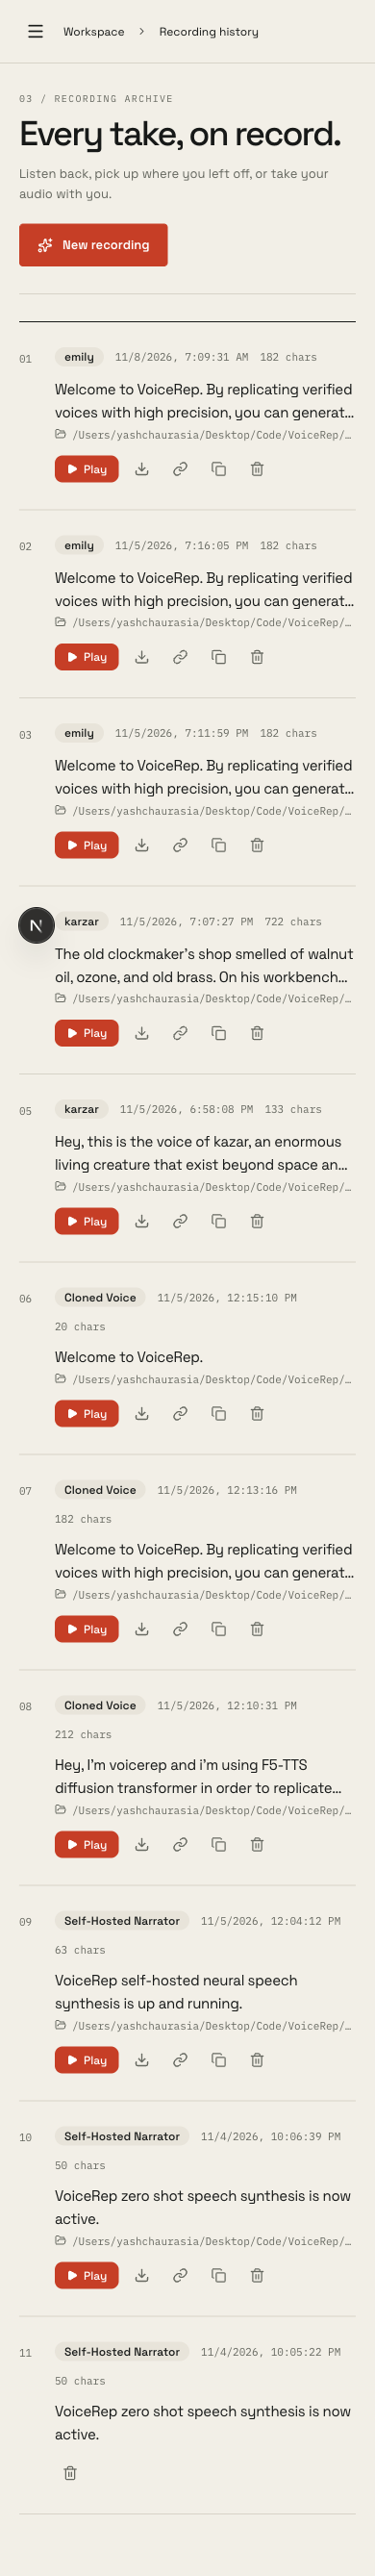 Workspace > Recording history
03 / RECORDING ARCHIVE
Every take, on record.
Listen back, pick up where you left off, or take your
audio with you.
New recording
01 emily 11/8/2026, 7:09:31 AM 182 chars
Welcome to VoiceRep. By replicating verified
voices with high precision, you can generat…
/Users/yashchaurasia/Desktop/Code/VoiceRep/…
Play
02 emily 11/5/2026, 7:16:05 PM 182 chars
Welcome to VoiceRep. By replicating verified
voices with high precision, you can generat…
/Users/yashchaurasia/Desktop/Code/VoiceRep/…
Play
03 emily 11/5/2026, 7:11:59 PM 182 chars
Welcome to VoiceRep. By replicating verified
voices with high precision, you can generat…
/Users/yashchaurasia/Desktop/Code/VoiceRep/…
Play
N karzar 11/5/2026, 7:07:27 PM 722 chars
The old clockmaker's shop smelled of walnut
oil, ozone, and old brass. On his workbench…
/Users/yashchaurasia/Desktop/Code/VoiceRep/…
Play
05 karzar 11/5/2026, 6:58:08 PM 133 chars
Hey, this is the voice of kazar, an enormous
living creature that exist beyond space an…
/Users/yashchaurasia/Desktop/Code/VoiceRep/…
Play
06 Cloned Voice 11/5/2026, 12:15:10 PM
20 chars
Welcome to VoiceRep.
/Users/yashchaurasia/Desktop/Code/VoiceRep/…
Play
07 Cloned Voice 11/5/2026, 12:13:16 PM
182 chars
Welcome to VoiceRep. By replicating verified
voices with high precision, you can generat…
/Users/yashchaurasia/Desktop/Code/VoiceRep/…
Play
08 Cloned Voice 11/5/2026, 12:10:31 PM
212 chars
Hey, I'm voicerep and i'm using F5-TTS
diffusion transformer in order to replicate…
/Users/yashchaurasia/Desktop/Code/VoiceRep/…
Play
09 Self-Hosted Narrator 11/5/2026, 12:04:12 PM
63 chars
VoiceRep self-hosted neural speech
synthesis is up and running.
/Users/yashchaurasia/Desktop/Code/VoiceRep/…
Play
10 Self-Hosted Narrator 11/4/2026, 10:06:39 PM
50 chars
VoiceRep zero shot speech synthesis is now
active.
/Users/yashchaurasia/Desktop/Code/VoiceRep/…
Play
11 Self-Hosted Narrator 11/4/2026, 10:05:22 PM
50 chars
VoiceRep zero shot speech synthesis is now
active.